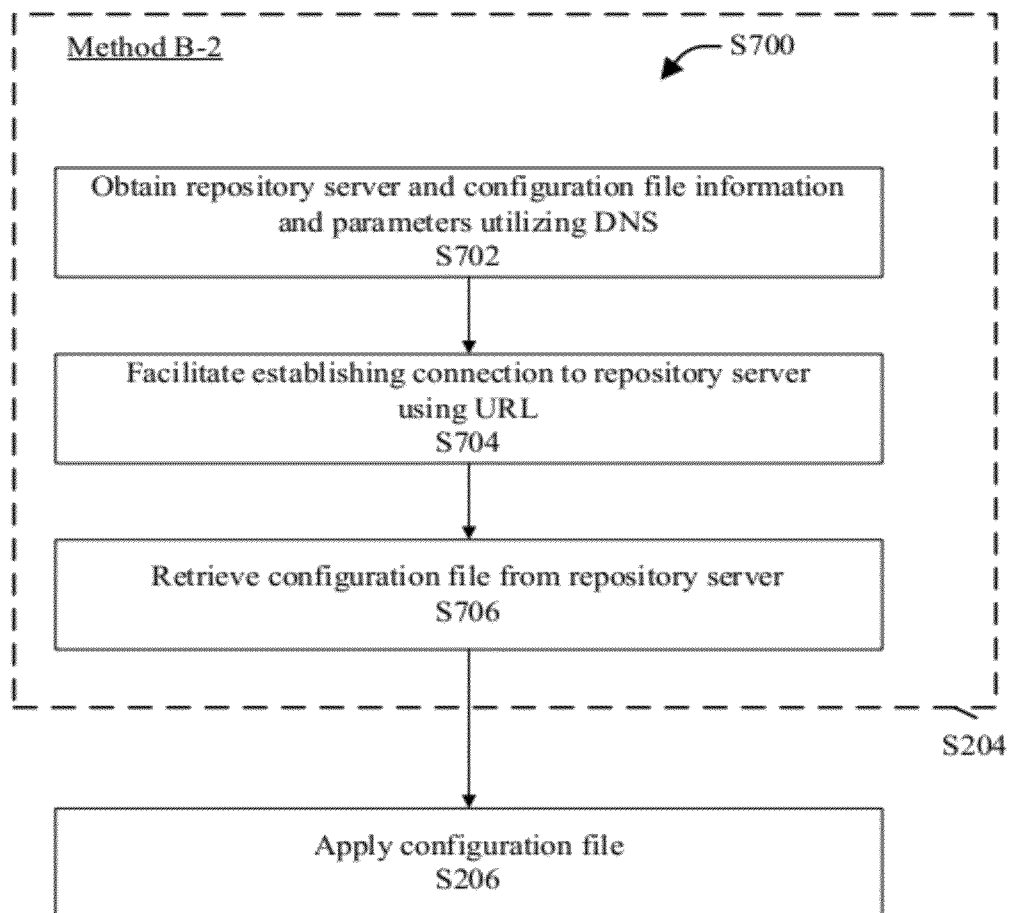 Method B-2
S700
Obtain repository server and configuration file information
and parameters utilizing DNS
S702
Facilitate establishing connection to repository server
using URL
S704
Retrieve configuration file from repository server
S706
S204
Apply configuration file
S206